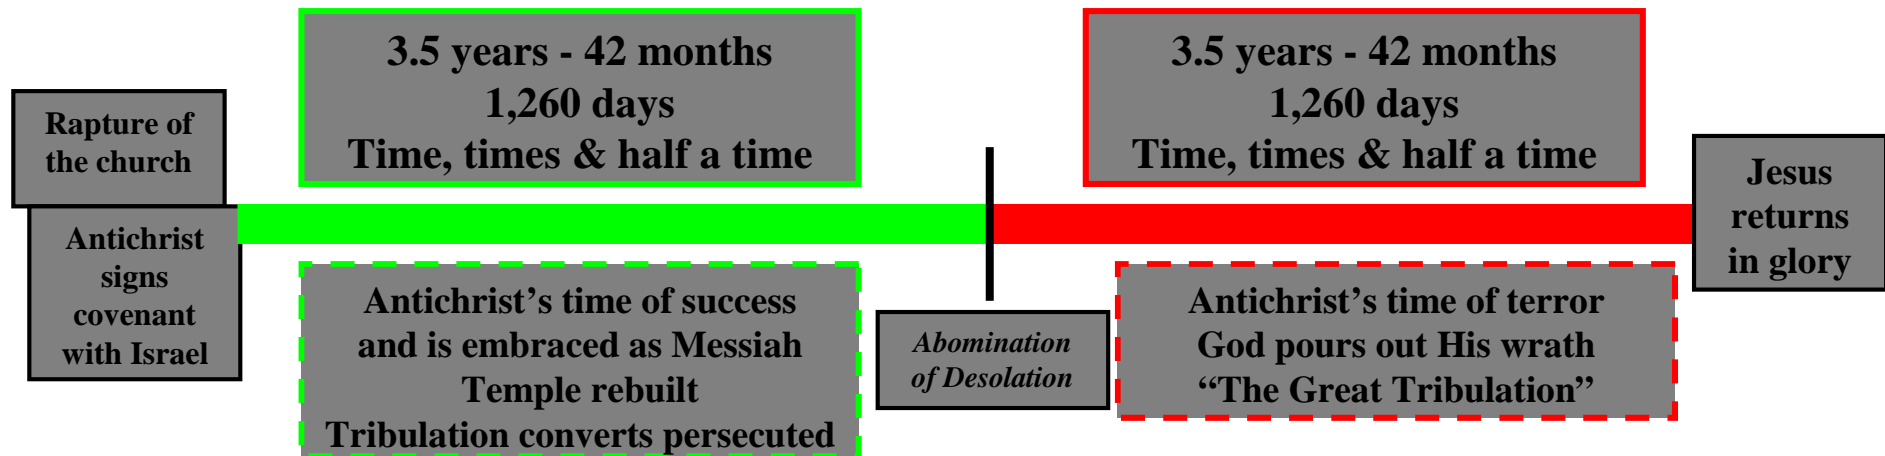 Rapture of
the church
Antichrist
signs
covenant
with Israel
3.5 years - 42 months
1,260 days
Time, times & half a time
Antichrist’s time of success
and is embraced as Messiah
Temple rebuilt
Tribulation converts persecuted
Abomination
of Desolation
3.5 years - 42 months
1,260 days
Time, times & half a time
Antichrist’s time of terror
God pours out His wrath
“The Great Tribulation”
Jesus
returns
in glory